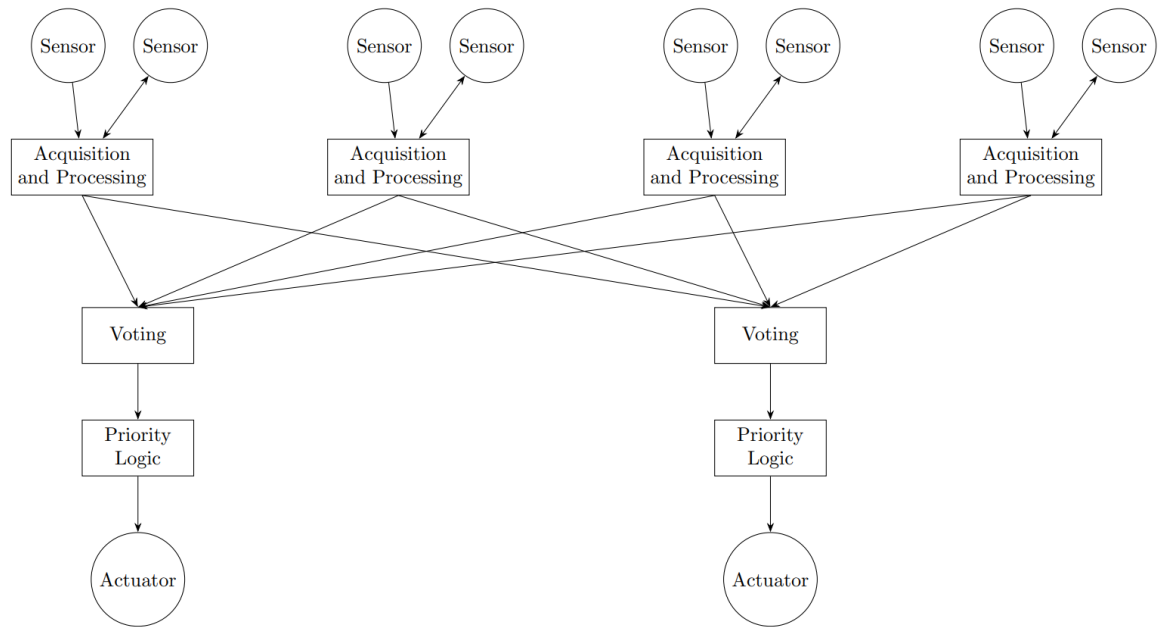 Sensor
Sensor
Sensor
Sensor
Sensor
Sensor
Sensor
Sensor
Acquisition
and Processing
Acquisition
and Processing
Acquisition
and Processing
Acquisition
and Processing
Voting
Voting
Priority
Logic
Priority
Logic
Actuator
Actuator